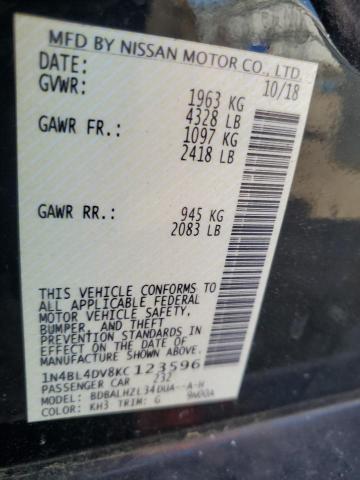 MFD BY NISSAN MOTOR CO., LTD.
DATE: 10/18
GVWR: 1963 KG
4328 LB
GAWR FR.: 1097 KG
2418 LB
GAWR RR.: 945 KG
2083 LB
THIS VEHICLE CONFORMS TO
ALL APPLICABLE FEDERAL
MOTOR VEHICLE SAFETY,
BUMPER, AND THEFT
PREVENTION STANDARDS IN
EFFECT ON THE DATE OF
MANUFACTURE SHOWN ABOVE.
1N4BL4DV8KC123596
PASSENGER CAR 232
MODEL: BDBALHZL34DUA--A-H
COLOR: KH3 TRIM: G